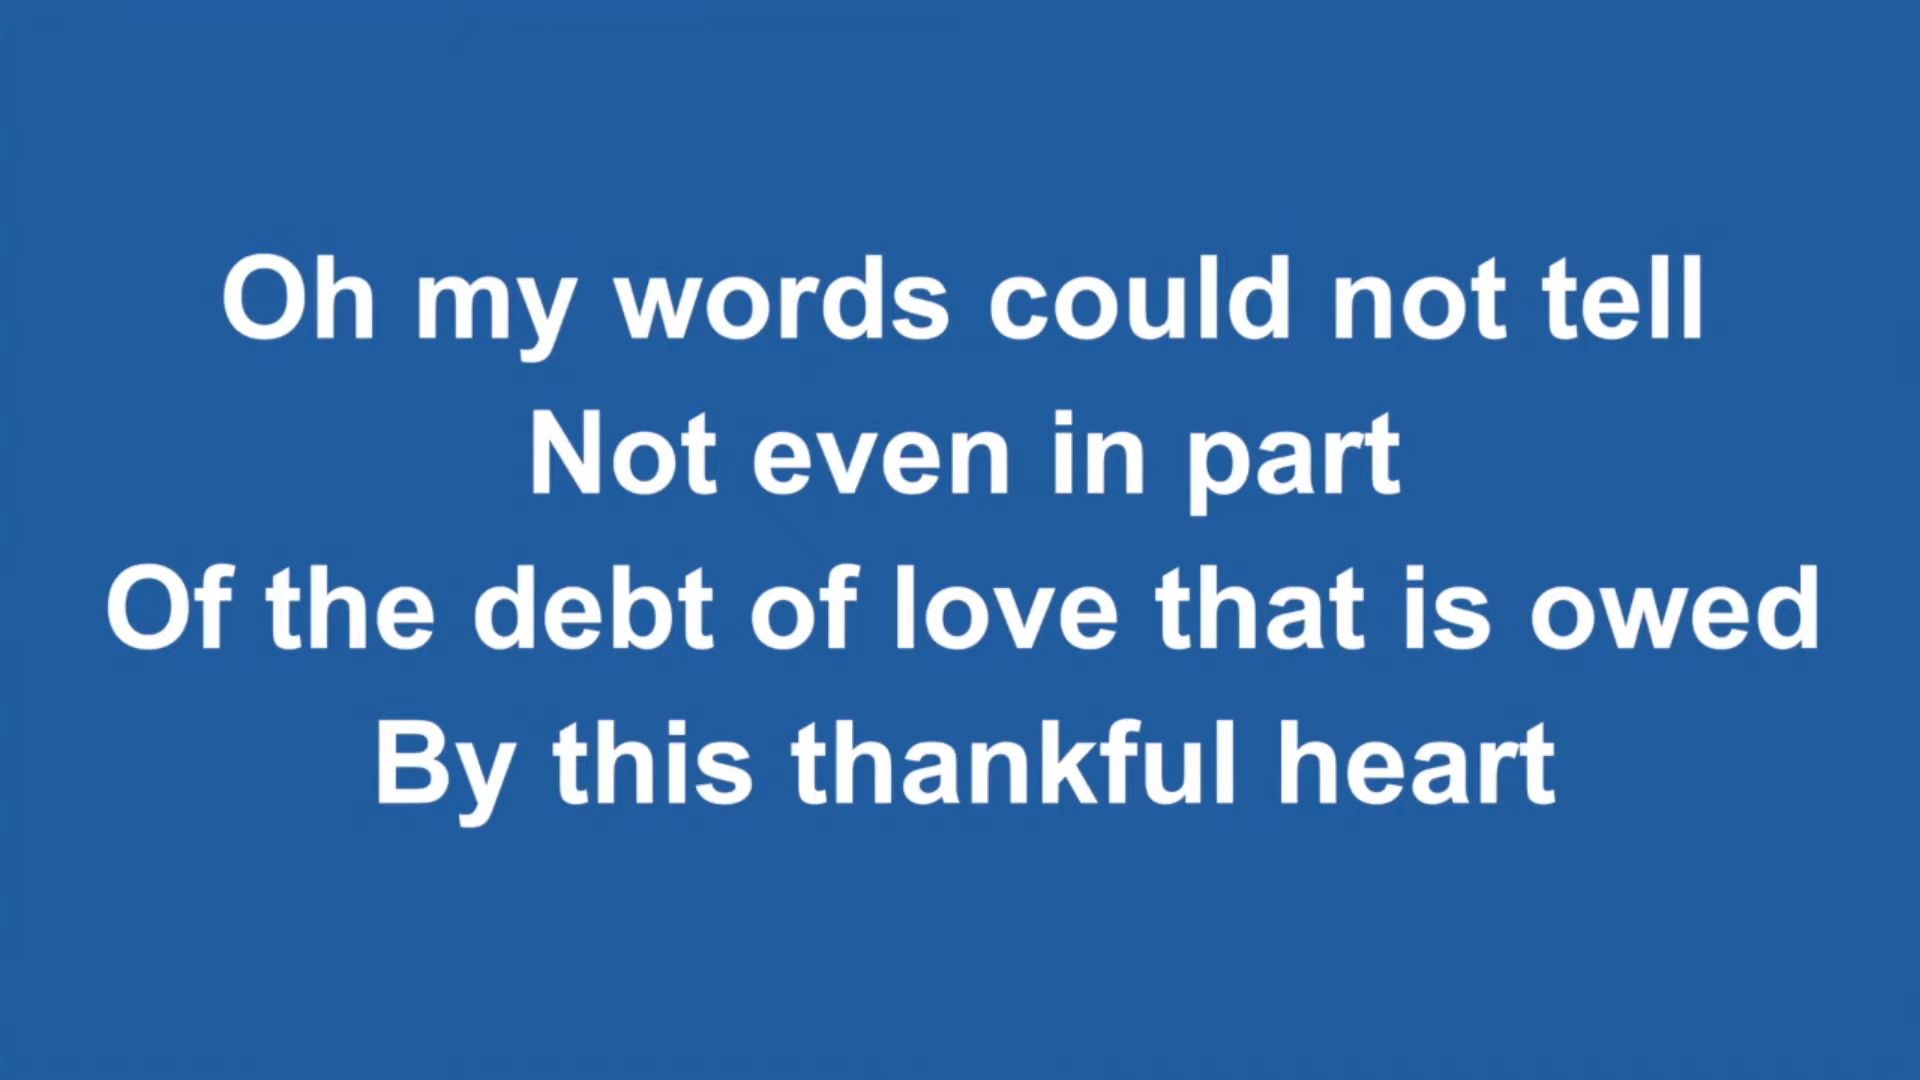 Oh my words could not tell
Not even in part
Of the debt of love that is owed
By this thankful heart